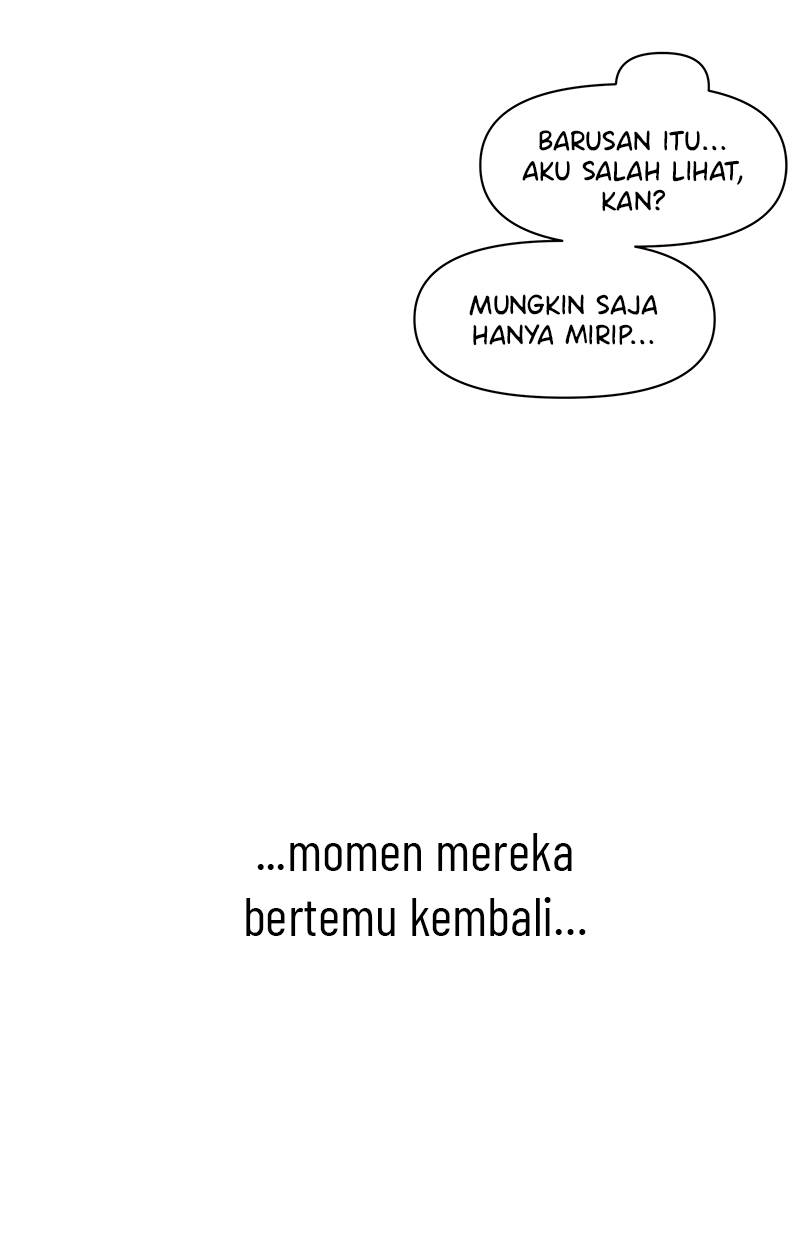 BARUSAN ITU...
AKU SALAH LIHAT,
KAN?
MUNGKIN SAJA
HANYA MIRIP...
...momen mereka
bertemu kembali...